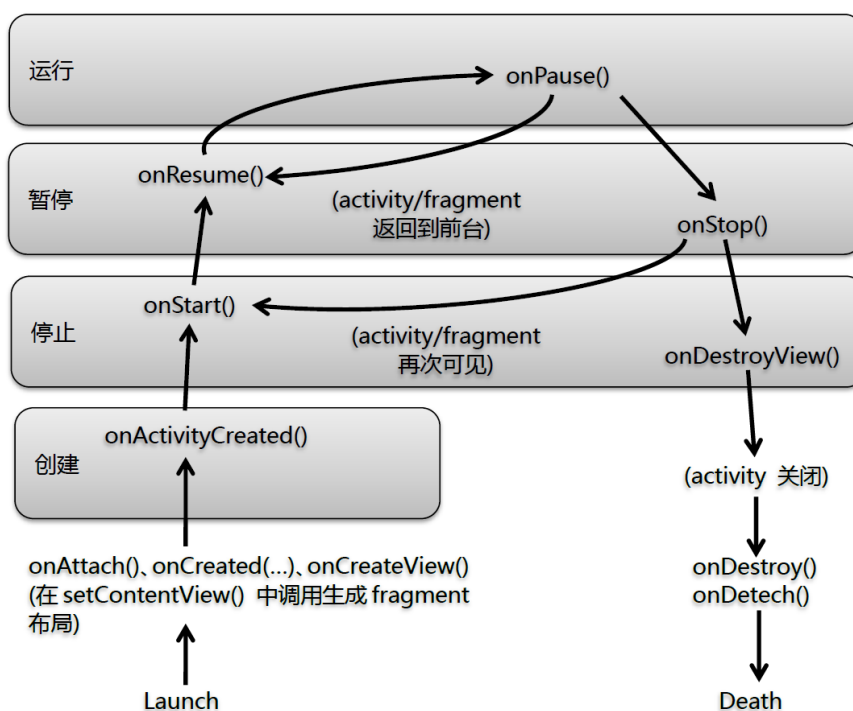 运行
onPause()
onResume()
暂停
(activity/fragment
返回到前台)
onStop()
onStart()
停止
(activity/fragment
再次可见)
onDestroyView()
onActivityCreated()
创建
(activity 关闭)
onAttach()、onCreated(...)、onCreateView()
(在 setContentView() 中调用生成 fragment
布局)
onDestroy()
onDetech()
Launch
Death